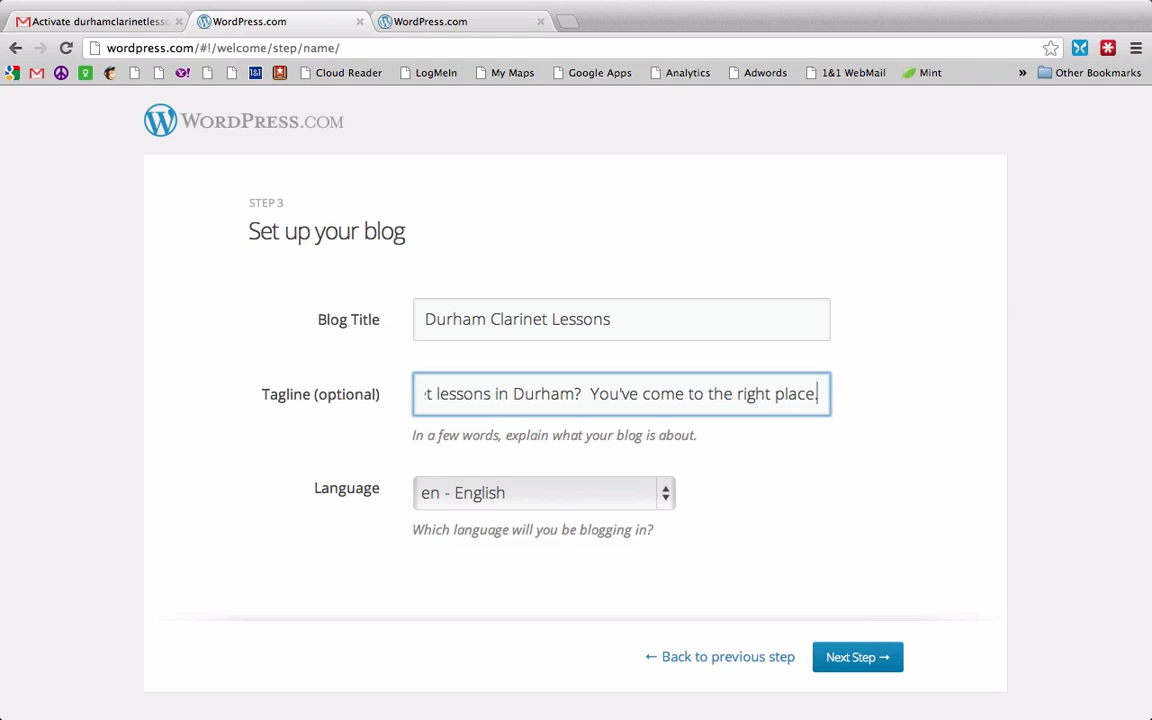 Activate durhamclarinetlesso
WordPress.com
WordPress.com
wordpress.com/#!/welcome/step/name/
Cloud Reader
LogMeIn
My Maps
Google Apps
Analytics
Adwords
1&1 WebMail
Mint
»
Other Bookmarks
WORDPRESS.COM
STEP 3
Set up your blog
Blog Title
Durham Clarinet Lessons
Tagline (optional)
t lessons in Durham?  You've come to the right place.
In a few words, explain what your blog is about.
Language
en - English
Which language will you be blogging in?
← Back to previous step
Next Step →